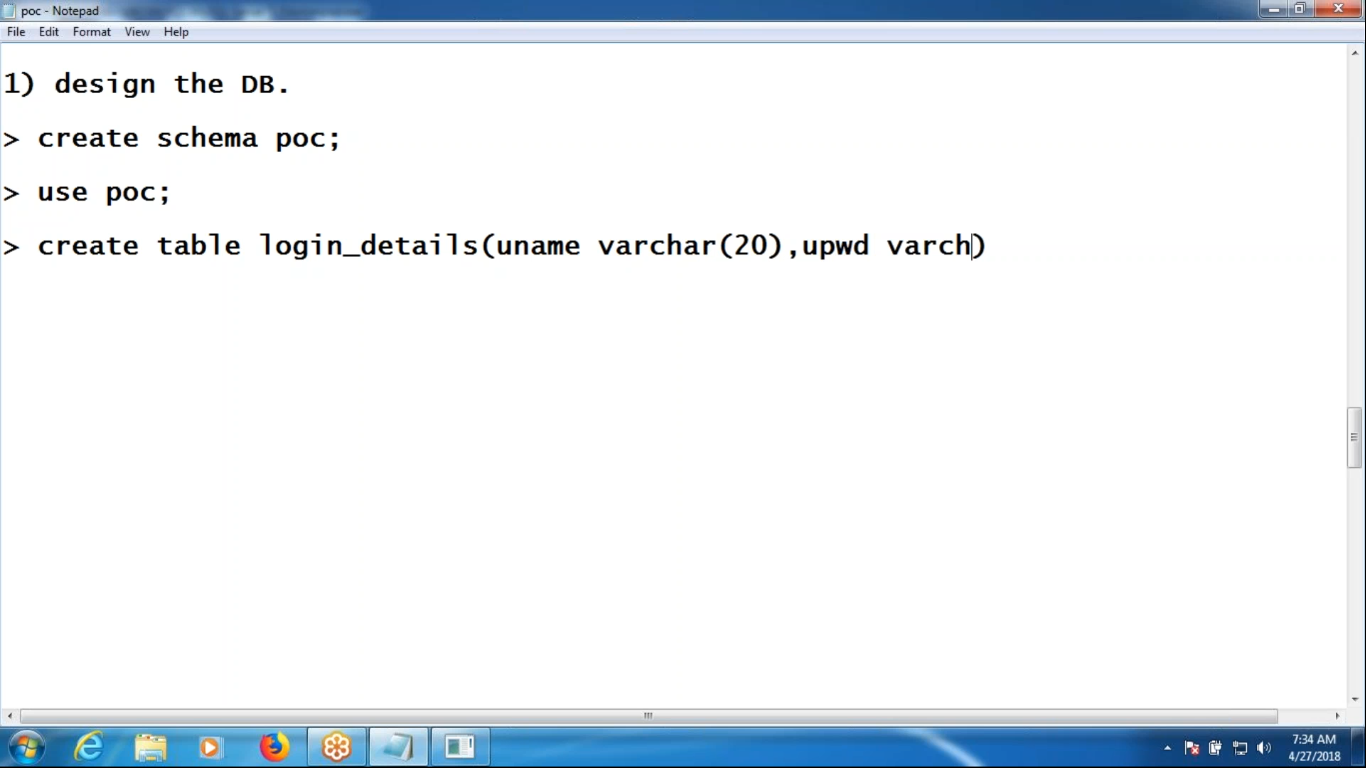 poc - Notepad
File Edit Format View Help
1) design the DB.
> create schema poc;
> use poc;
> create table login_details(uname varchar(20),upwd varch)
7:34 AM
4/27/2018